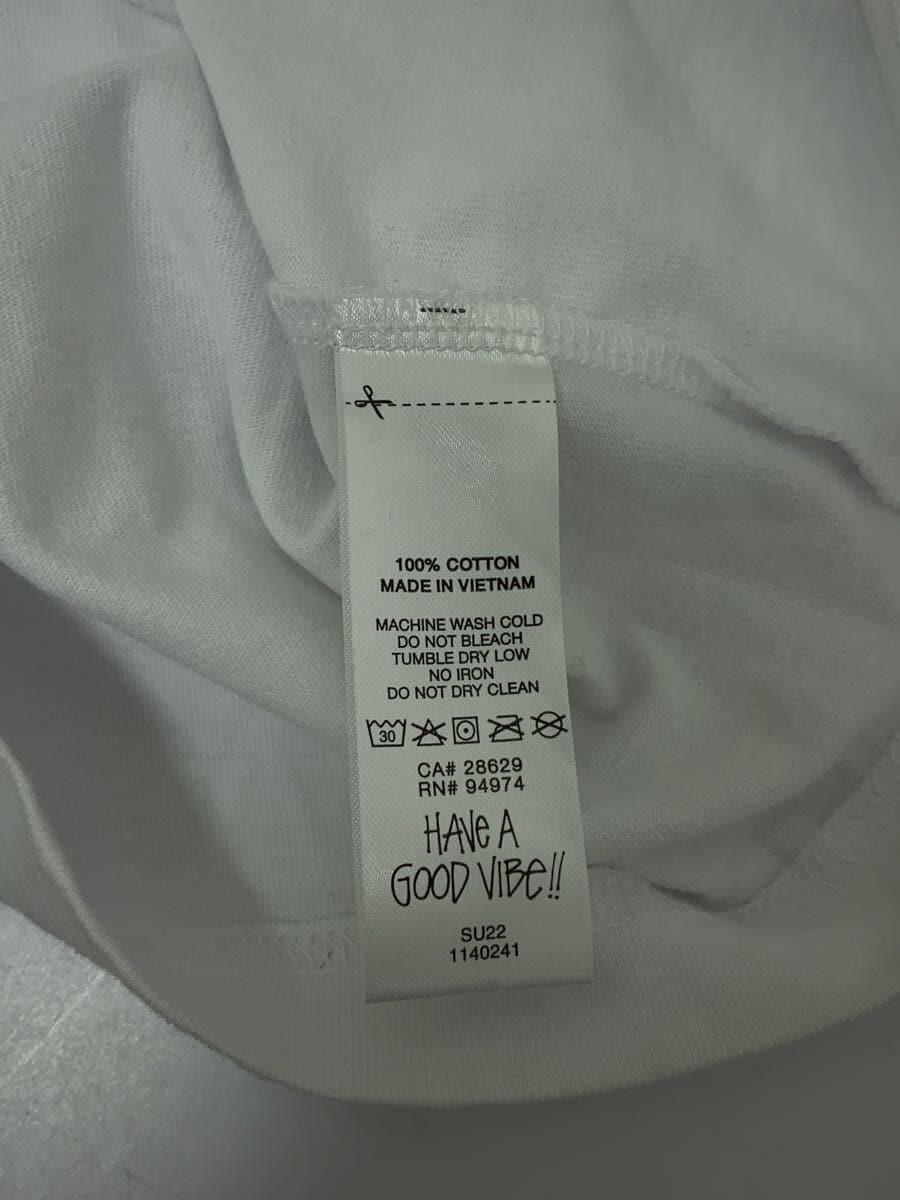 100% COTTON
MADE IN VIETNAM
MACHINE WASH COLD
DO NOT BLEACH
TUMBLE DRY LOW
NO IRON
DO NOT DRY CLEAN
30
CA# 28629
RN# 94974
HAVe A
GOOD VIBe!!
SU22
1140241